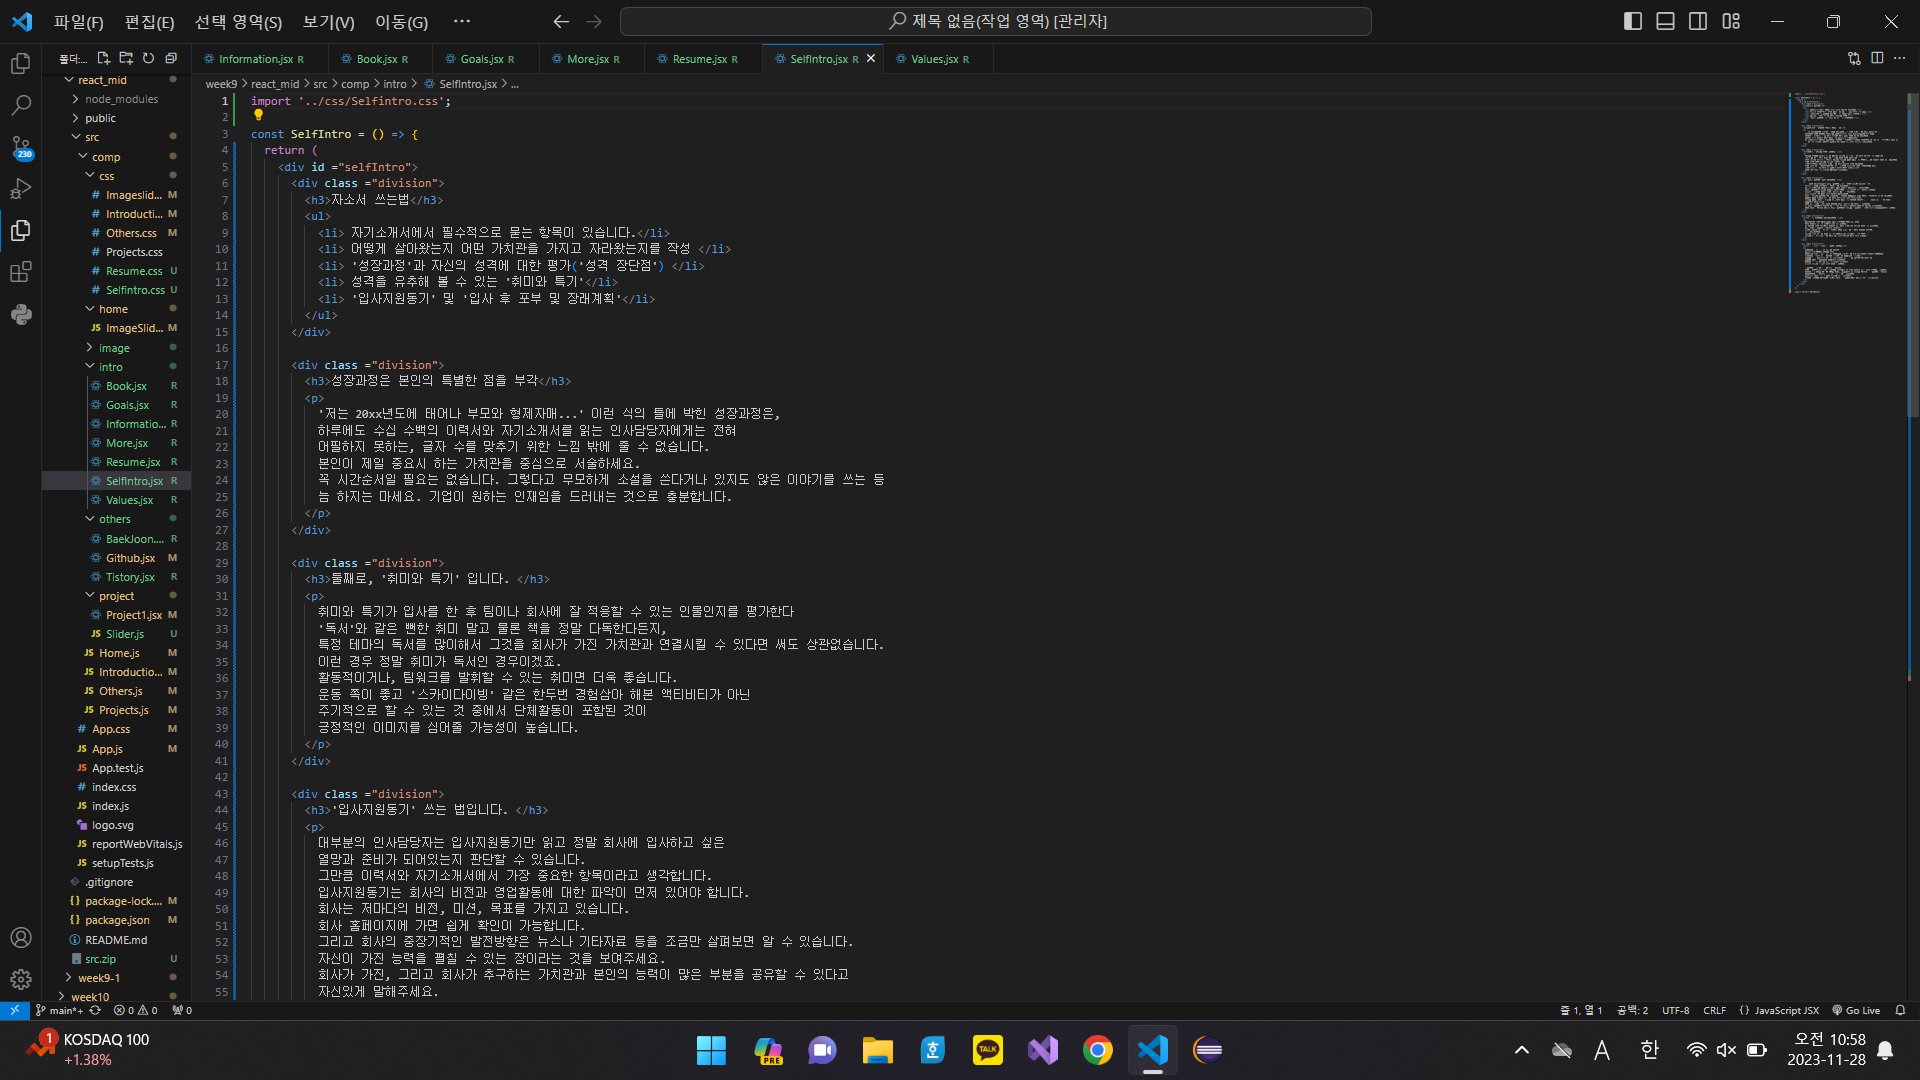 파일(F) 편집(E) 선택 영역(S) 보기(V) 이동(G) ··· 제목 없음(작업 영역) [관리자]
폴더:...
Information.jsx R Book.jsx R Goals.jsx R More.jsx R Resume.jsx R SelfIntro.jsx R Values.jsx R
week9 > react_mid > src > comp > intro > SelfIntro.jsx > ...
react_mid
node_modules
public
src
comp
css
Imageslid... M
Introducti... M
Others.css M
Projects.css
Resume.css U
Selfintro.css U
home
JS ImageSlid... M
image
intro
Book.jsx R
Goals.jsx R
Informatio... R
More.jsx R
Resume.jsx R
SelfIntro.jsx R
Values.jsx R
others
BaekJoon.... R
Github.jsx M
Tistory.jsx R
project
Project1.jsx M
JS Slider.js U
JS Home.js M
JS Introductio... M
JS Others.js M
JS Projects.js M
# App.css M
JS App.js M
JS App.test.js
# index.css
JS index.js
logo.svg
JS reportWebVitals.js
JS setupTests.js
.gitignore
{} package-lock.... M
{} package.json M
README.md
src.zip U
week9-1
week10
230
1 import '../css/Selfintro.css';
2
3 const SelfIntro = () => {
4 return (
5 <div id ="selfIntro">
6 <div class ="division">
7 <h3>자소서 쓰는법</h3>
8 <ul>
9 <li> 자기소개서에서 필수적으로 묻는 항목이 있습니다.</li>
10 <li> 어떻게 살아왔는지 어떤 가치관을 가지고 자라왔는지를 작성 </li>
11 <li> '성장과정'과 자신의 성격에 대한 평가('성격 장단점') </li>
12 <li> 성격을 유추해 볼 수 있는 '취미와 특기'</li>
13 <li> '입사지원동기' 및 '입사 후 포부 및 장래계획'</li>
14 </ul>
15 </div>
16
17 <div class ="division">
18 <h3>성장과정은 본인의 특별한 점을 부각</h3>
19 <p>
20 '저는 20xx년도에 태어나 부모와 형제자매...' 이런 식의 틀에 박힌 성장과정은,
21 하루에도 수십 수백의 이력서와 자기소개서를 읽는 인사담당자에게는 전혀
22 어필하지 못하는, 글자 수를 맞추기 위한 느낌 밖에 줄 수 없습니다.
23 본인이 제일 중요시 하는 가치관을 중심으로 서술하세요.
24 꼭 시간순서일 필요는 없습니다. 그렇다고 무모하게 소설을 쓴다거나 있지도 않은 이야기를 쓰는 등
25 늠 하지는 마세요. 기업이 원하는 인재임을 드러내는 것으로 충분합니다.
26 </p>
27 </div>
28
29 <div class ="division">
30 <h3>둘째로, '취미와 특기' 입니다. </h3>
31 <p>
32 취미와 특기가 입사를 한 후 팀이나 회사에 잘 적응할 수 있는 인물인지를 평가한다
33 '독서'와 같은 뻔한 취미 말고 물론 책을 정말 다독한다든지,
34 특정 테마의 독서를 많이해서 그것을 회사가 가진 가치관과 연결시킬 수 있다면 써도 상관없습니다.
35 이런 경우 정말 취미가 독서인 경우이겠죠.
36 활동적이거나, 팀워크를 발휘할 수 있는 취미면 더욱 좋습니다.
37 운동 쪽이 좋고 '스카이다이빙' 같은 한두번 경험삼아 해본 액티비티가 아닌
38 주기적으로 할 수 있는 것 중에서 단체활동이 포함된 것이
39 긍정적인 이미지를 심어줄 가능성이 높습니다.
40 </p>
41 </div>
42
43 <div class ="division">
44 <h3>'입사지원동기' 쓰는 법입니다. </h3>
45 <p>
46 대부분의 인사담당자는 입사지원동기만 읽고 정말 회사에 입사하고 싶은
47 열망과 준비가 되어있는지 판단할 수 있습니다.
48 그만큼 이력서와 자기소개서에서 가장 중요한 항목이라고 생각합니다.
49 입사지원동기는 회사의 비전과 영업활동에 대한 파악이 먼저 있어야 합니다.
50 회사는 저마다의 비전, 미션, 목표를 가지고 있습니다.
51 회사 홈페이지에 가면 쉽게 확인이 가능합니다.
52 그리고 회사의 중장기적인 발전방향은 뉴스나 기타자료 등을 조금만 살펴보면 알 수 있습니다.
53 자신이 가진 능력을 펼칠 수 있는 장이라는 것을 보여주세요.
54 회사가 가진, 그리고 회사가 추구하는 가치관과 본인의 능력이 많은 부분을 공유할 수 있다고
55 자신있게 말해주세요.
main*+ 0 0 0 줄 1, 열 1 공백: 2 UTF-8 CRLF {} JavaScript JSX Go Live
1 KOSDAQ 100
+1.38%
PRE
TALK
A 한
오전 10:58
2023-11-28